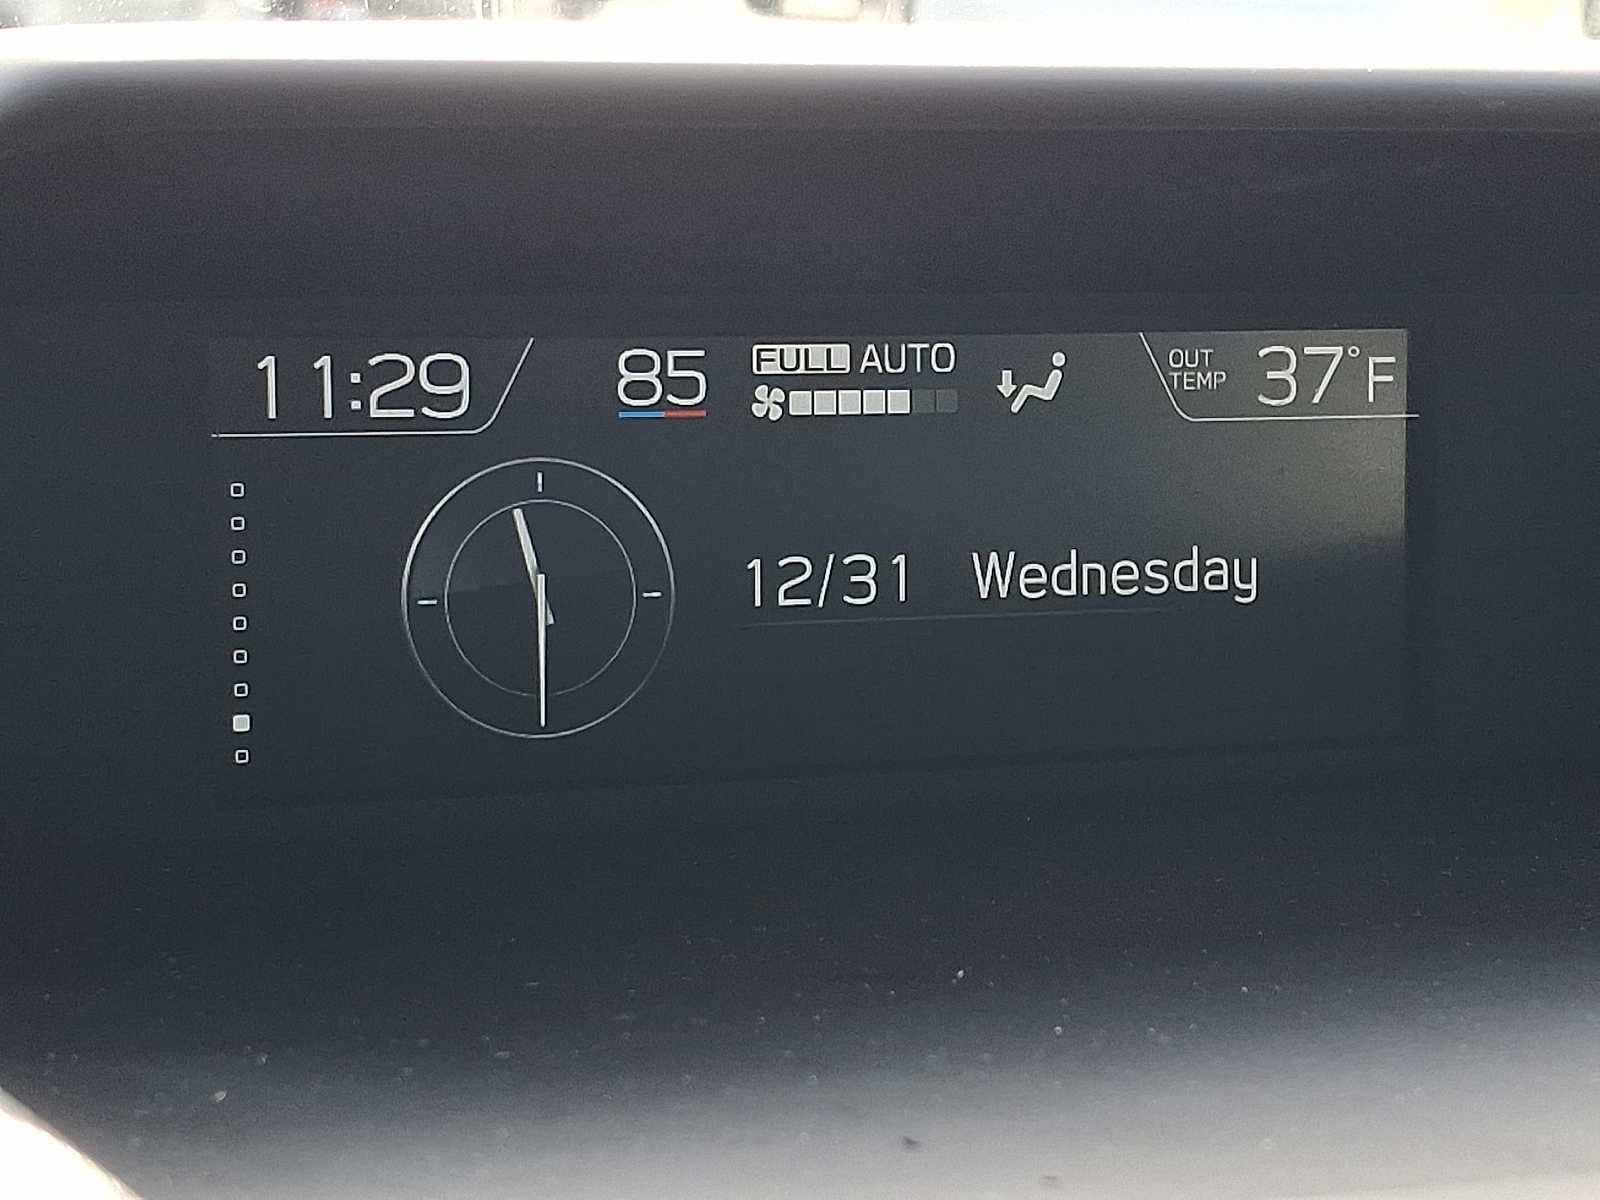 11:29
85
FULL AUTO
OUT
TEMP
37°F
12/31 Wednesday